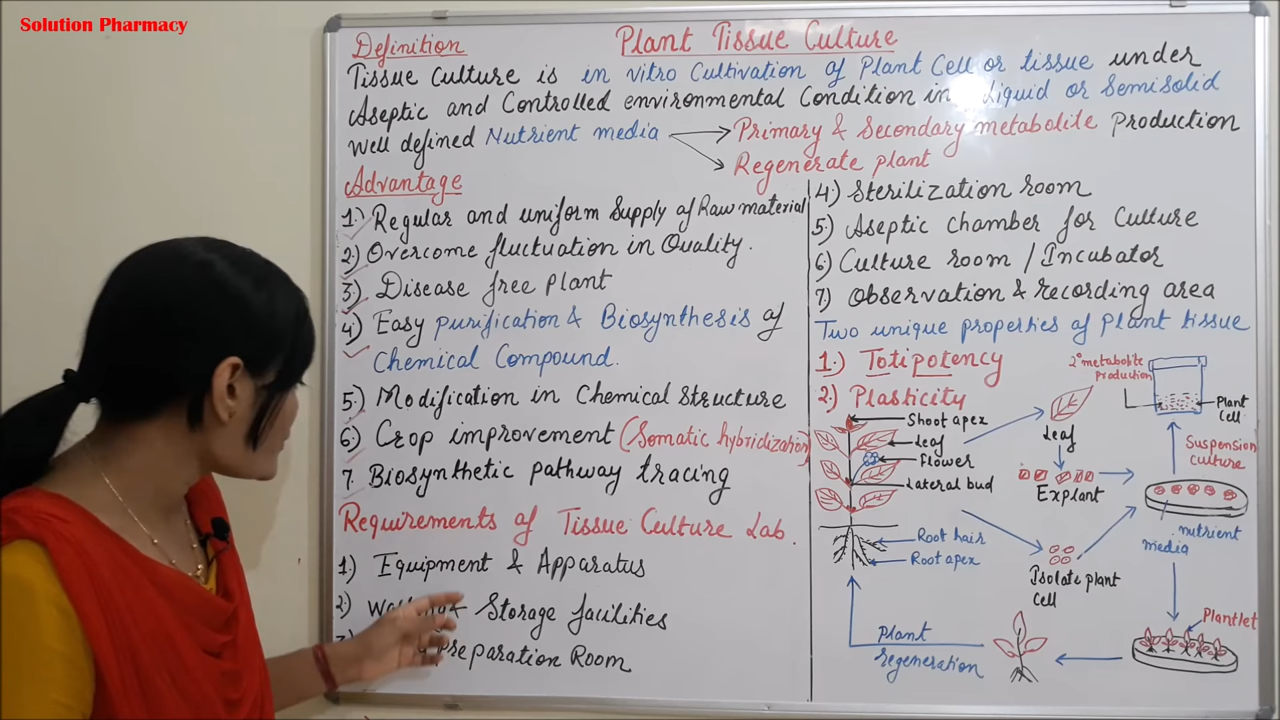 Solution Pharmacy
Plant Tissue Culture
Definition
Tissue Culture is in vitro Cultivation of Plant Cell or tissue under
Aseptic and Controlled environmental Condition in Liquid or Semisolid
well defined Nutrient media
Primary & Secondary metabolite Production
Regenerate plant
Advantage
1.) Regular and uniform Supply of Raw material
2.) Overcome fluctuation in Quality.
3) Disease free plant
4) Easy purification & Biosynthesis of
Chemical Compound.
5.) Modification in Chemical Structure
6.) Crop improvement (Somatic hybridization)
7. Biosynthetic pathway tracing
Requirements of Tissue Culture Lab.
1) Equipment & Apparatus
2) & Storage facilities
3) Preparation Room
4.) Sterilization room
5) Aseptic chamber for Culture
6) Culture room / Incubator
7) Observation & recording area
Two unique properties of plant tissue
1.) Totipotency
2.) Plasticity
Shoot apex
Leaf
flower
Lateral bud
Root hair
Root apex
Leaf
Explant
Isolate plant
Cell
2° metabolite
Production
Plant
Cell
Suspension
Culture
nutrient
media
Plantlet
Plant
regeneration